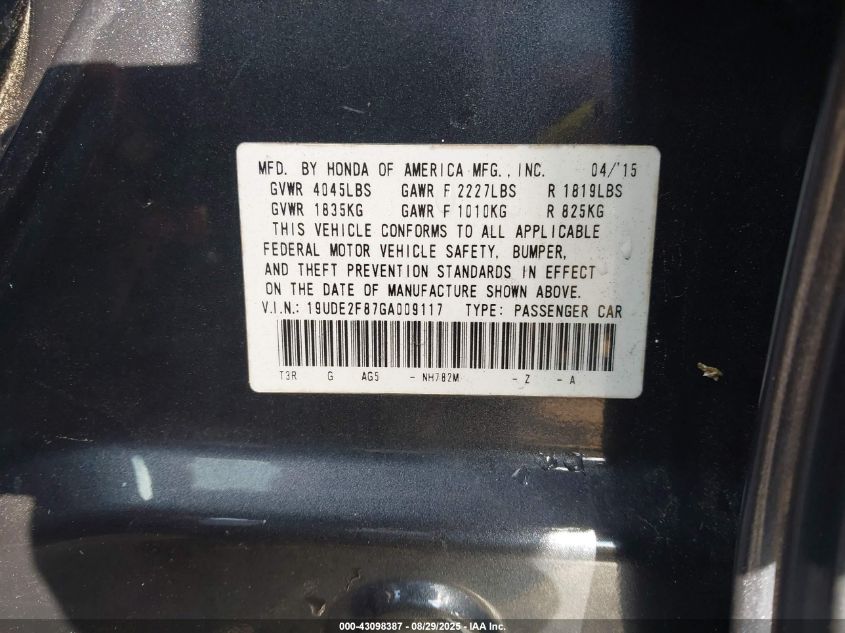 MFD. BY HONDA OF AMERICA MFG., INC. 04/'15
GVWR 4045LBS GAWR F 2227LBS R 1819LBS
GVWR 1835KG GAWR F 1010KG R 825KG
THIS VEHICLE CONFORMS TO ALL APPLICABLE
FEDERAL MOTOR VEHICLE SAFETY, BUMPER,
AND THEFT PREVENTION STANDARDS IN EFFECT
ON THE DATE OF MANUFACTURE SHOWN ABOVE.
V.I.N.: 19UDE2F87GA009117 TYPE: PASSENGER CAR
T3R G AG5 - NH782M - Z - A
000-43098387 - 08/29/2025 - IAA Inc.